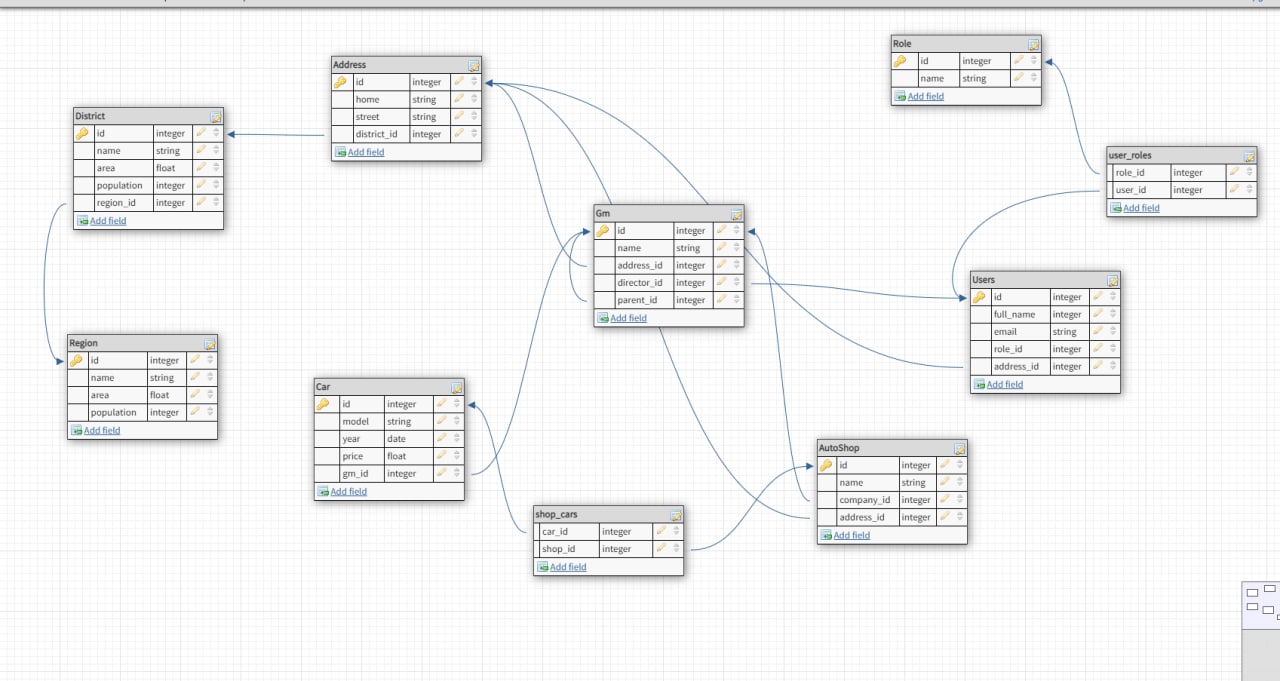 Role
id integer
name string
Add field
Address
id integer
home string
street string
district_id integer
Add field
District
id integer
name string
area float
population integer
region_id integer
Add field
user_roles
role_id integer
user_id integer
Add field
Gm
id integer
name string
address_id integer
director_id integer
parent_id integer
Add field
Users
id integer
full_name integer
email string
role_id integer
address_id integer
Add field
Region
id integer
name string
area float
population integer
Add field
Car
id integer
model string
year date
price float
gm_id integer
Add field
AutoShop
id integer
name string
company_id integer
address_id integer
Add field
shop_cars
car_id integer
shop_id integer
Add field